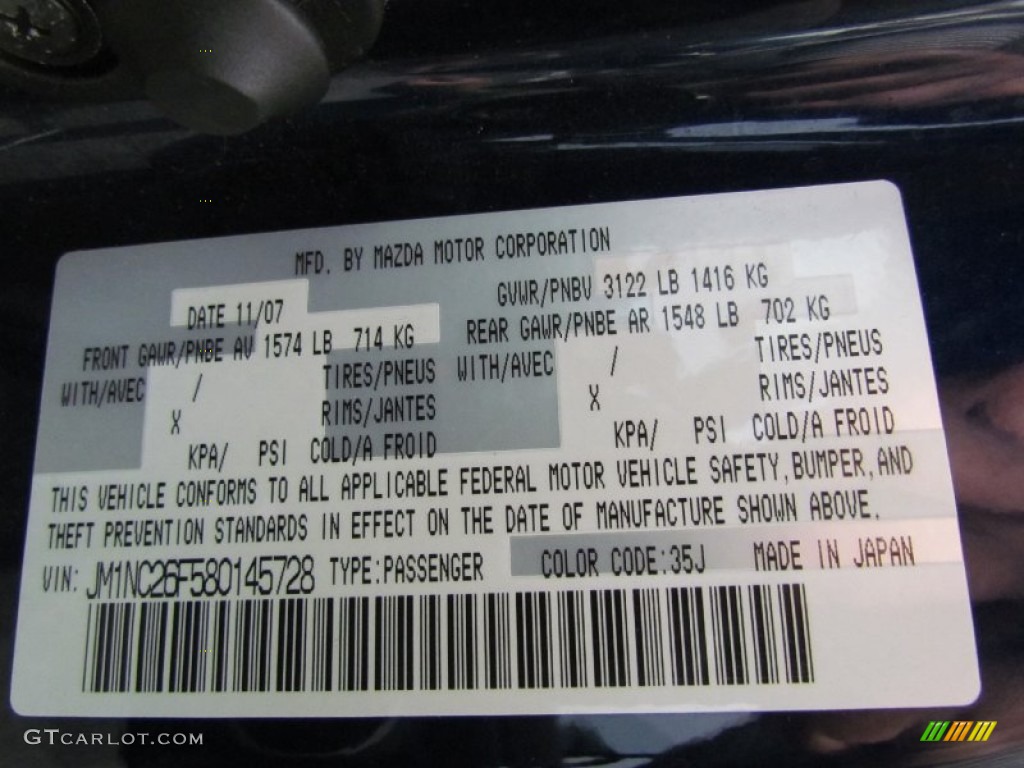 MFD. BY MAZDA MOTOR CORPORATION
DATE 11/07
GVWR/PNBV 3122 LB 1416 KG
FRONT GAWR/PNBE AV 1574 LB 714 KG
REAR GAWR/PNBE AR 1548 LB 702 KG
WITH/AVEC / TIRES/PNEUS
WITH/AVEC / TIRES/PNEUS
X RIMS/JANTES
X RIMS/JANTES
KPA/ PSI COLD/A FROID
KPA/ PSI COLD/A FROID
THIS VEHICLE CONFORMS TO ALL APPLICABLE FEDERAL MOTOR VEHICLE SAFETY, BUMPER, AND
THEFT PREVENTION STANDARDS IN EFFECT ON THE DATE OF MANUFACTURE SHOWN ABOVE.
VIN: JM1NC26F580145728 TYPE:PASSENGER COLOR CODE:35J MADE IN JAPAN
GTCARLOT.COM